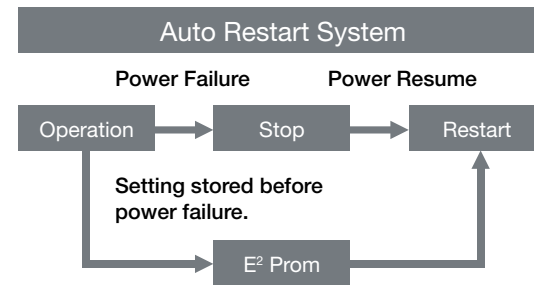 Auto Restart System
Power Failure
Power Resume
Operation
Stop
Restart
Setting stored before
power failure.
E² Prom